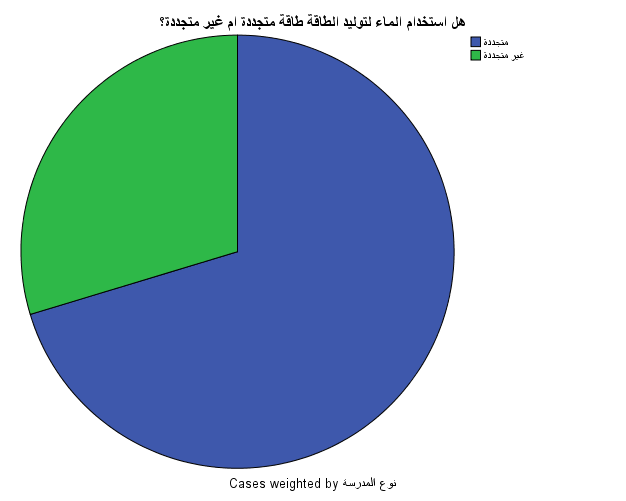 هل استخدام الماء لتوليد الطاقة طاقة متجددة ام غير متجددة؟
متجددة
غير متجددة
Cases weighted by نوع المدرسة